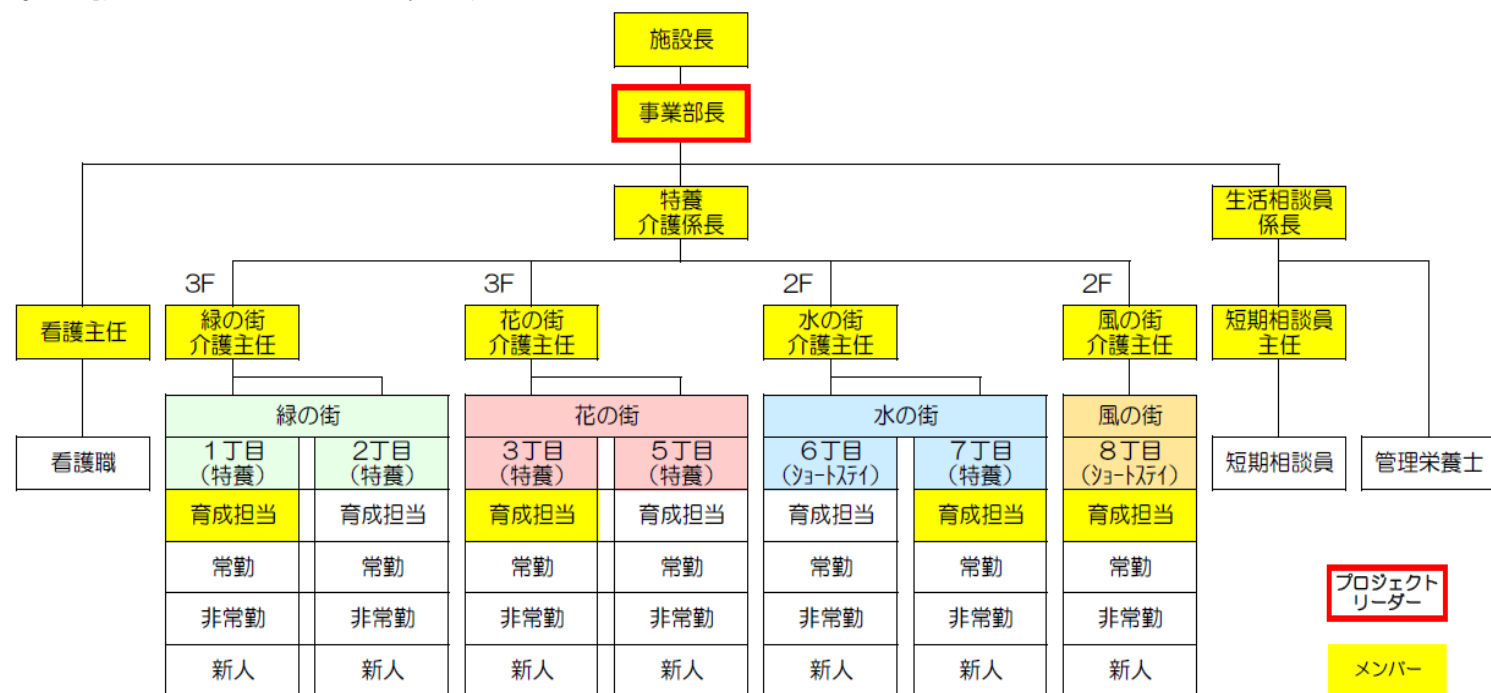 施設長
事業部長
特養
介護係長
生活相談員
係長
3F
3F
2F
2F
看護主任
緑の街
介護主任
花の街
介護主任
水の街
介護主任
風の街
介護主任
短期相談員
主任
緑の街
花の街
水の街
風の街
看護職
1丁目
(特養)
2丁目
(特養)
3丁目
(特養)
5丁目
(特養)
6丁目
(ｼｮｰﾄｽﾃｲ)
7丁目
(特養)
8丁目
(ｼｮｰﾄｽﾃｲ)
短期相談員
管理栄養士
育成担当
育成担当
育成担当
育成担当
育成担当
育成担当
育成担当
常勤
常勤
常勤
常勤
常勤
常勤
常勤
プロジェクト
リーダー
非常勤
非常勤
非常勤
非常勤
非常勤
非常勤
非常勤
新人
新人
新人
新人
新人
新人
新人
メンバー